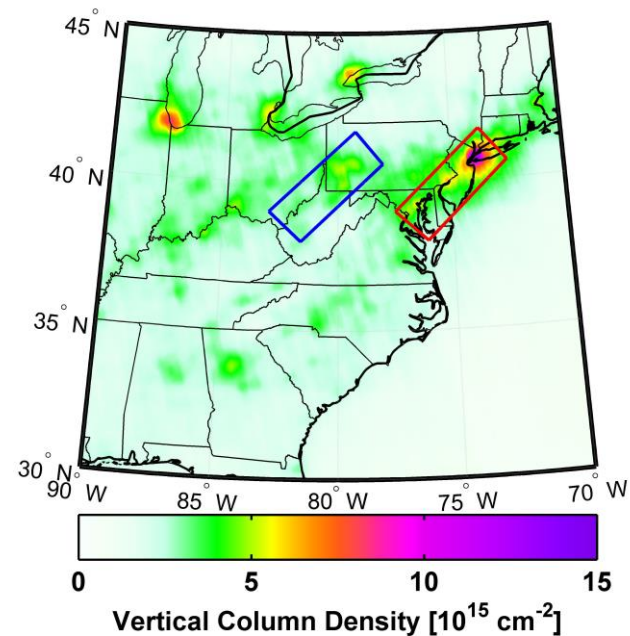 45° N
40° N
35° N
30° N
90° W 85° W 80° W 75° W 70° W
0 5 10 15
Vertical Column Density [10¹⁵ cm⁻²]